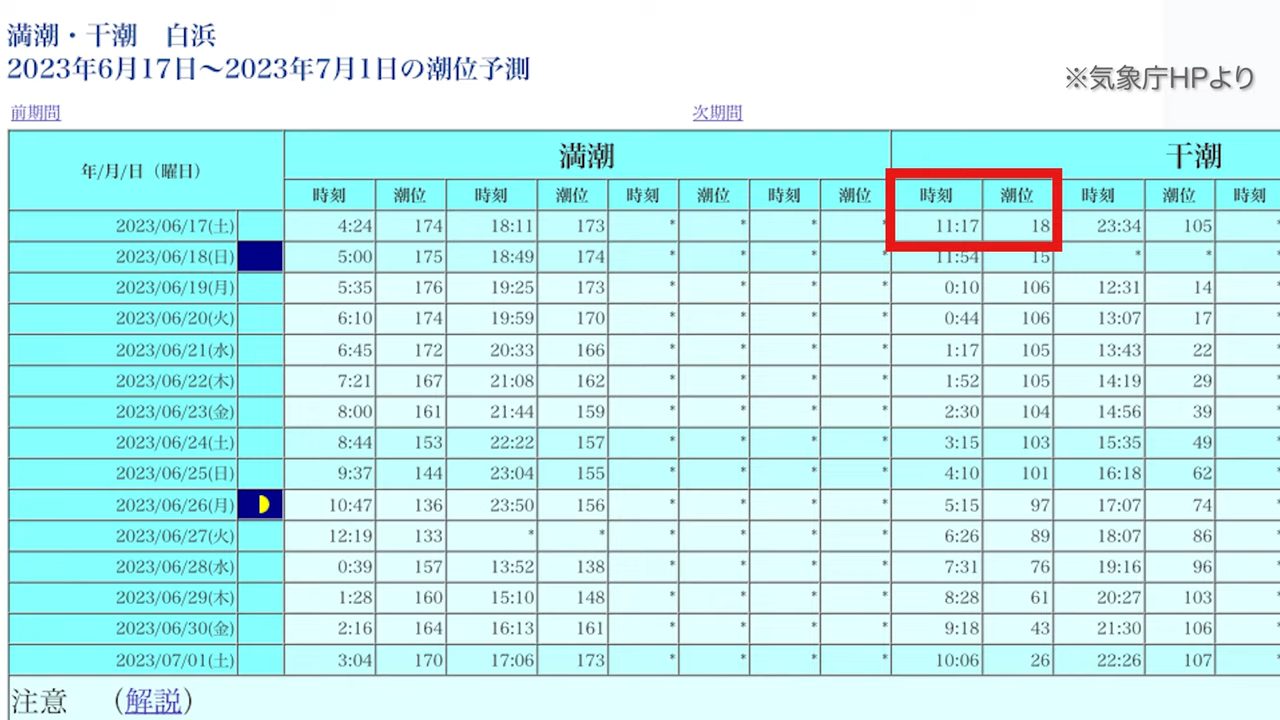 満潮・干潮 白浜
2023年6月17日〜2023年7月1日の潮位予測
※気象庁HPより
前期間 次期間
年/月/日（曜日） 満潮 干潮
時刻 潮位 時刻 潮位 時刻 潮位 時刻 潮位 時刻 潮位 時刻 潮位 時刻
2023/06/17(土) 4:24 174 18:11 173 * * * * 11:17 18 23:34 105 *
2023/06/18(日) 5:00 175 18:49 174 * * * * 11:54 15 * * *
2023/06/19(月) 5:35 176 19:25 173 * * * * 0:10 106 12:31 14 *
2023/06/20(火) 6:10 174 19:59 170 * * * * 0:44 106 13:07 17 *
2023/06/21(水) 6:45 172 20:33 166 * * * * 1:17 105 13:43 22 *
2023/06/22(木) 7:21 167 21:08 162 * * * * 1:52 105 14:19 29 *
2023/06/23(金) 8:00 161 21:44 159 * * * * 2:30 104 14:56 39 *
2023/06/24(土) 8:44 153 22:22 157 * * * * 3:15 103 15:35 49 *
2023/06/25(日) 9:37 144 23:04 155 * * * * 4:10 101 16:18 62 *
2023/06/26(月) 10:47 136 23:50 156 * * * * 5:15 97 17:07 74 *
2023/06/27(火) 12:19 133 * * * * * * 6:26 89 18:07 86 *
2023/06/28(水) 0:39 157 13:52 138 * * * * 7:31 76 19:16 96 *
2023/06/29(木) 1:28 160 15:10 148 * * * * 8:28 61 20:27 103 *
2023/06/30(金) 2:16 164 16:13 161 * * * * 9:18 43 21:30 106 *
2023/07/01(土) 3:04 170 17:06 173 * * * * 10:06 26 22:26 107 *
注意 （解説）